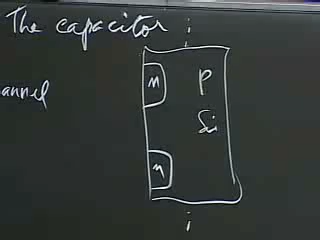 The capacitor
n P
annel
Si
n